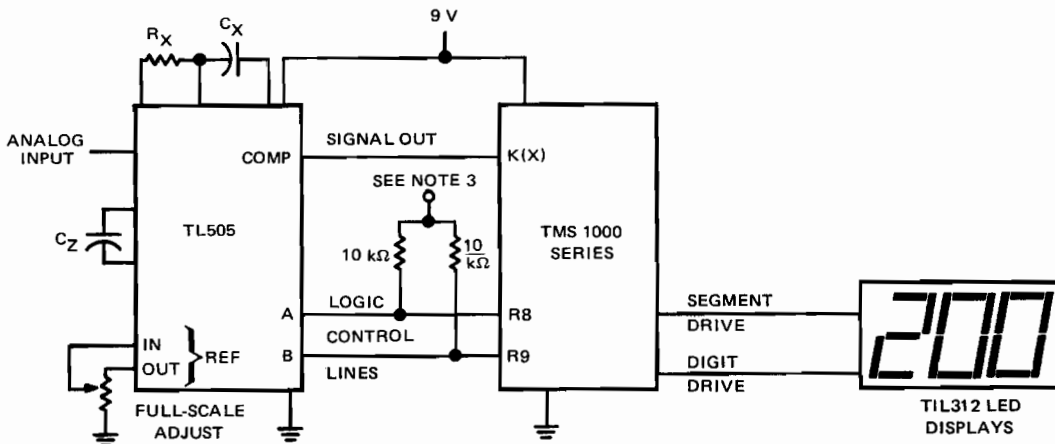 R X
C X
9 V
ANALOG
INPUT
COMP
SIGNAL OUT
K(X)
SEE NOTE 3
C Z
TL505
10 kΩ
10
kΩ
TMS 1000
SERIES
A
LOGIC
R8
CONTROL
B
LINES
R9
SEGMENT
DRIVE
DIGIT
DRIVE
200
IN
OUT
REF
FULL-SCALE
ADJUST
TIL312 LED
DISPLAYS